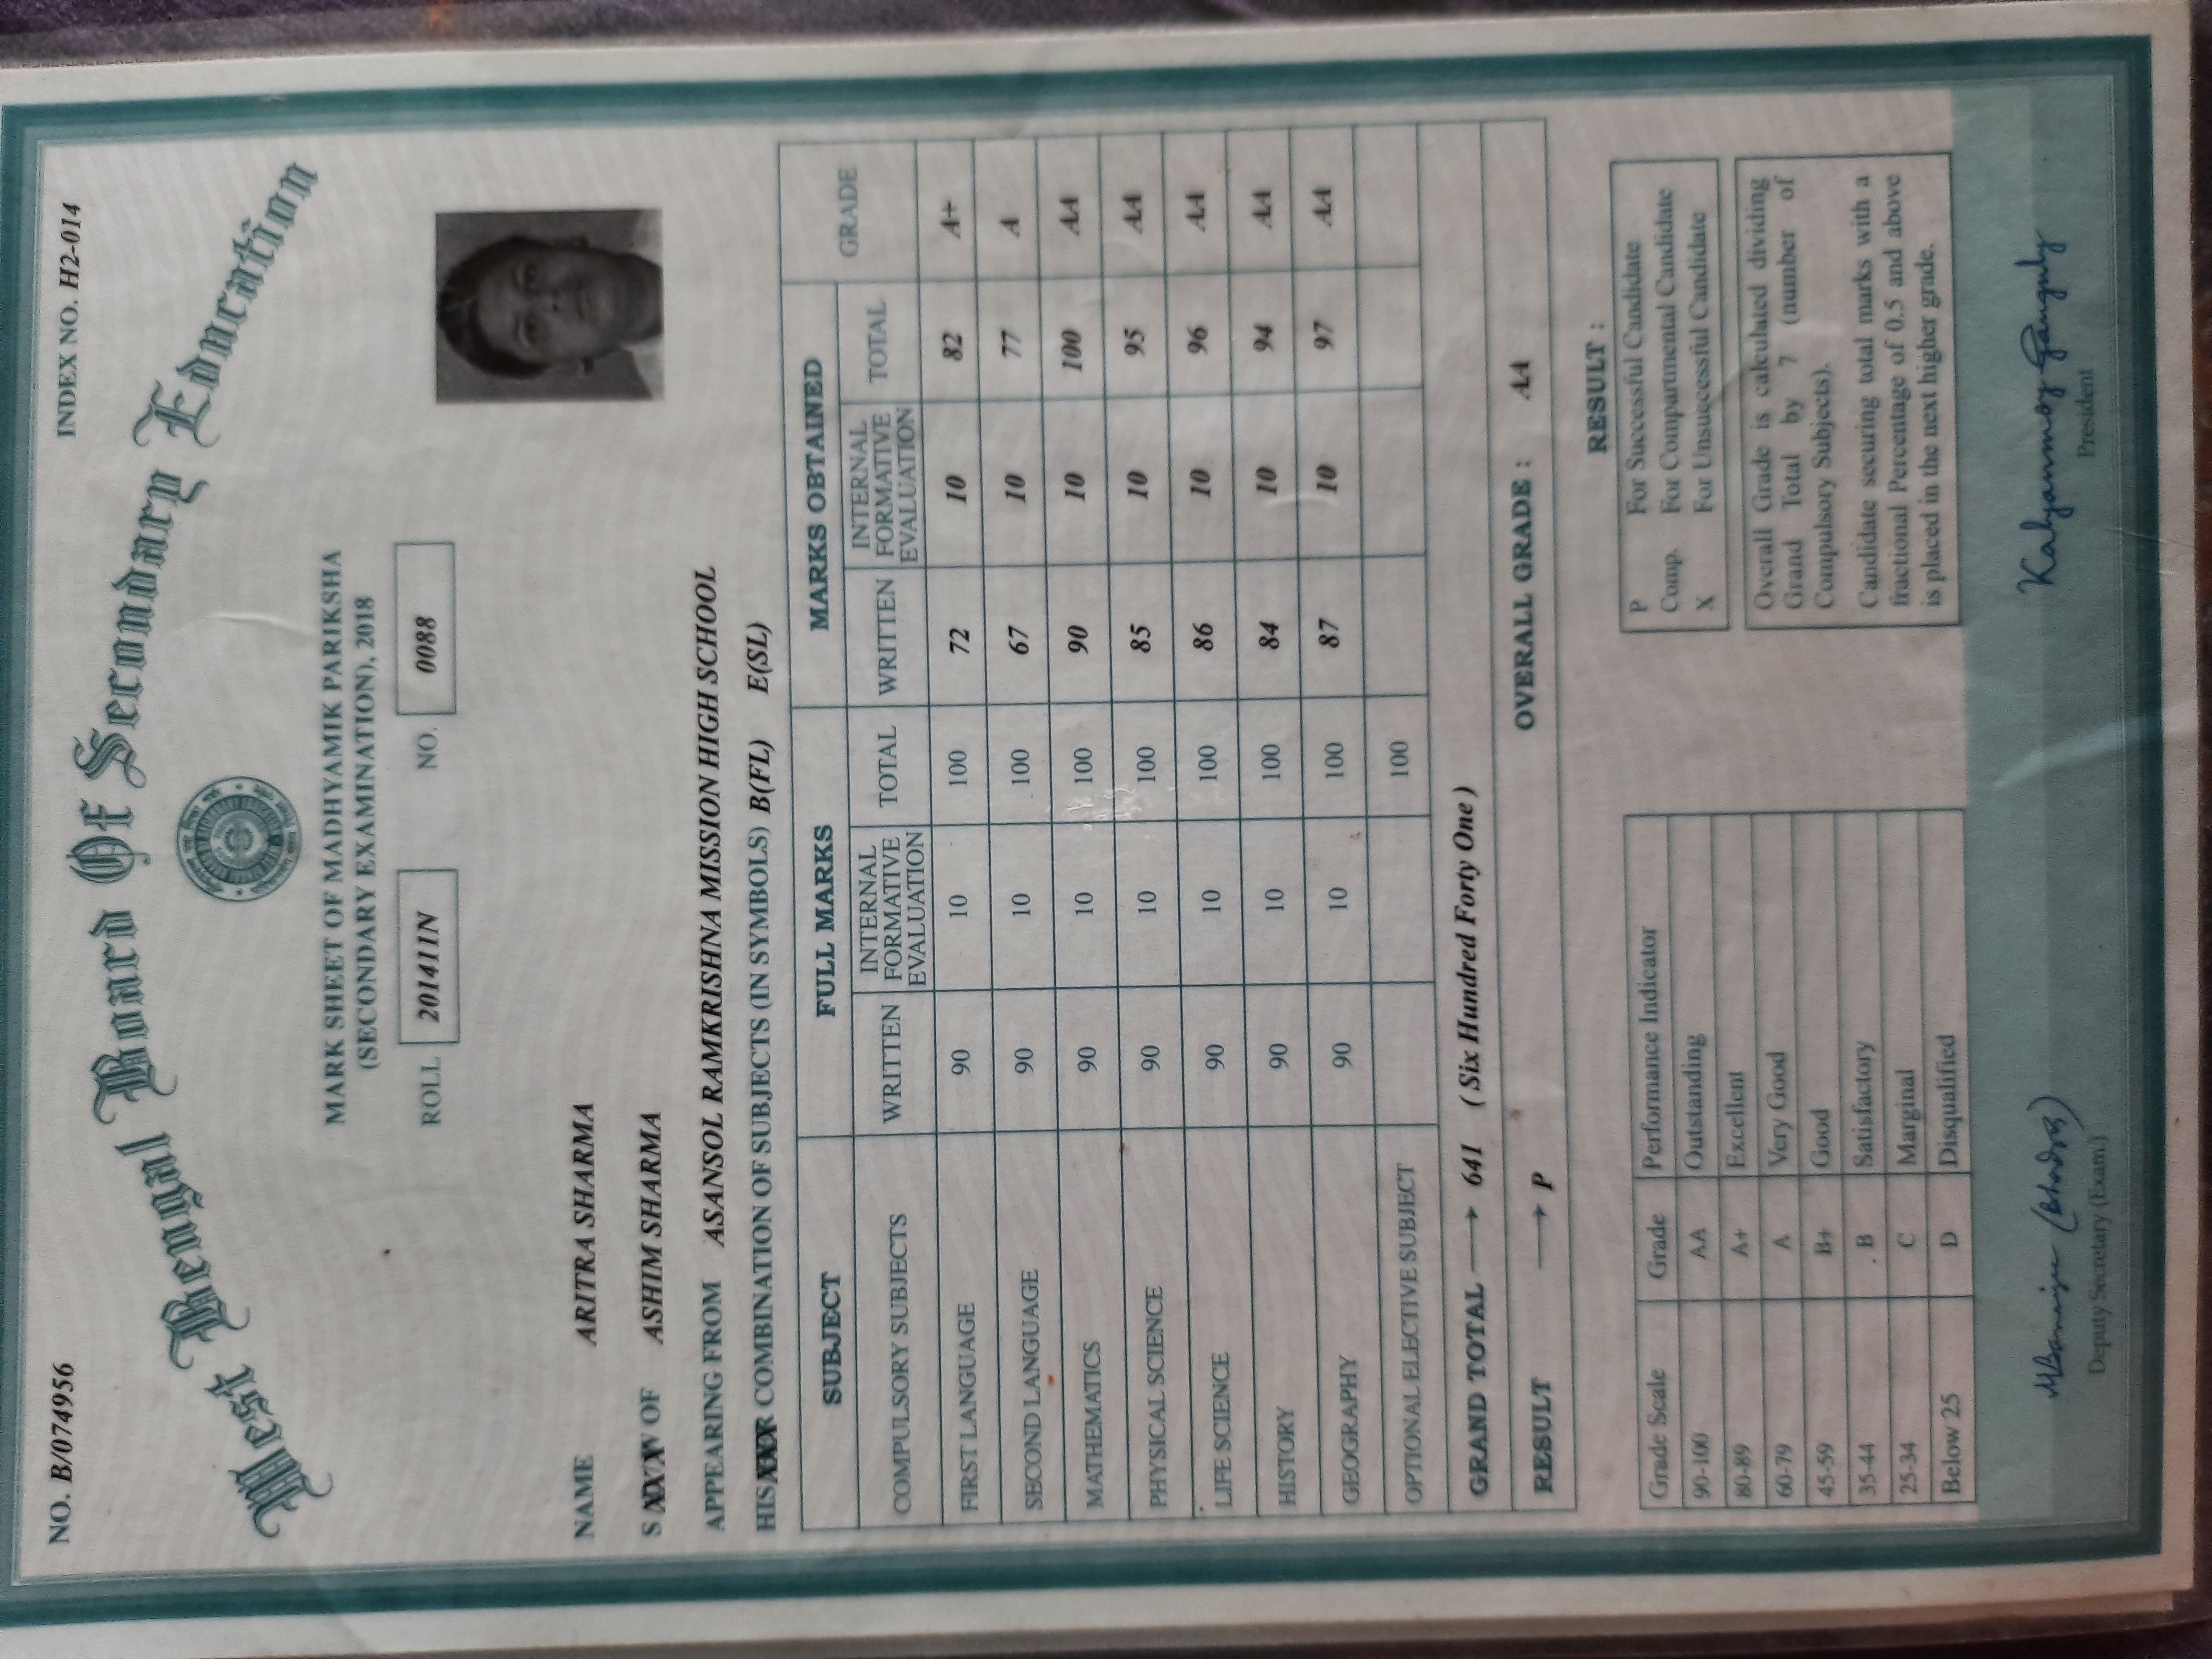 NO. B/074956 INDEX NO. H2-014
West Bengal Board Of Secondary Education
MARK SHEET OF MADHYAMIK PARIKSHA
(SECONDARY EXAMINATION), 2018
ROLL 201411N NO. 0088
NAME ARITRA SHARMA
S XXX OF ASHIM SHARMA
APPEARING FROM ASANSOL RAMKRISHNA MISSION HIGH SCHOOL
HIS XXX COMBINATION OF SUBJECTS (IN SYMBOLS) B(FL) E(SL)
SUBJECT FULL MARKS MARKS OBTAINED GRADE
COMPULSORY SUBJECTS WRITTEN INTERNAL FORMATIVE EVALUATION TOTAL WRITTEN INTERNAL FORMATIVE EVALUATION TOTAL
FIRST LANGUAGE 90 10 100 72 10 82 A+
SECOND LANGUAGE 90 10 100 67 10 77 A
MATHEMATICS 90 10 100 90 10 100 AA
PHYSICAL SCIENCE 90 10 100 85 10 95 AA
LIFE SCIENCE 90 10 100 86 10 96 AA
HISTORY 90 10 100 84 10 94 AA
GEOGRAPHY 90 10 100 87 10 97 AA
OPTIONAL ELECTIVE SUBJECT 100
GRAND TOTAL → 641 ( Six Hundred Forty One )
RESULT → P OVERALL GRADE : AA
Grade Scale Grade Performance Indicator
90-100 AA Outstanding
80-89 A+ Excellent
60-79 A Very Good
45-59 B+ Good
35-44 B Satisfactory
25-34 C Marginal
Below 25 D Disqualified
RESULT :
P For Successful Candidate
Comp. For Compartmental Candidate
X For Unsuccessful Candidate
Overall Grade is calculated dividing
Grand Total by 7 (number of
Compulsory Subjects).
Candidate securing total marks with a
fractional Percentage of 0.5 and above
is placed in the next higher grade.
MBanerjee (Bhadra)
Deputy Secretary (Exam.)
Kalyanmoy Ganguly
President